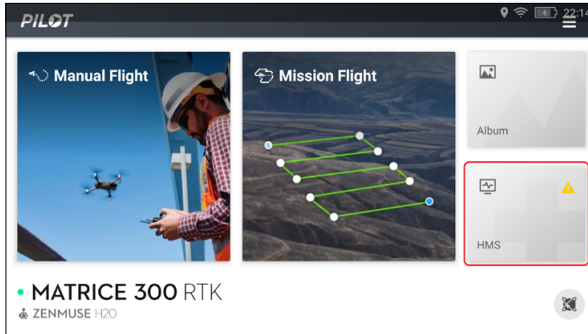 PILOT
22:14
Manual Flight
Mission Flight
Album
HMS
MATRICE 300 RTK
ZENMUSE H20